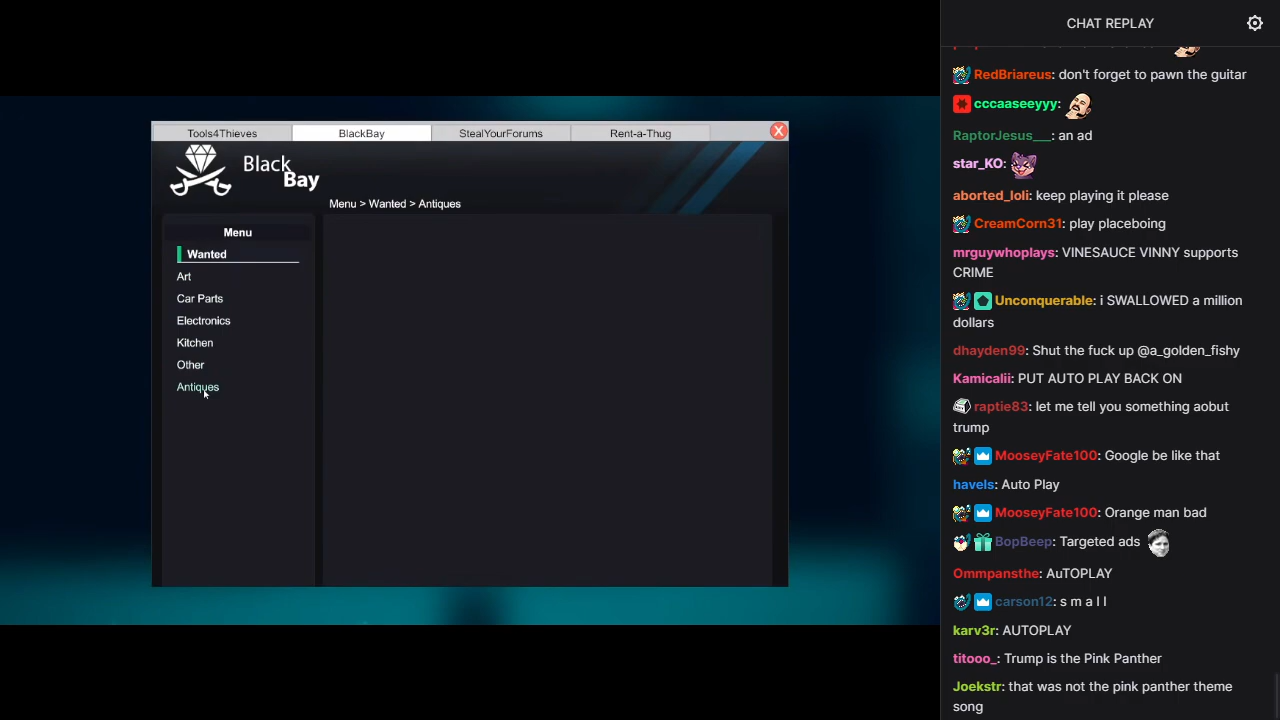 Tools4Thieves
BlackBay
StealYourForums
Rent-a-Thug
X
Black
Bay
Menu > Wanted > Antiques
Menu
Wanted
Art
Car Parts
Electronics
Kitchen
Other
Antiques
CHAT REPLAY
RedBriareus: don't forget to pawn the guitar
cccaaseeyyy:
RaptorJesus___: an ad
star_KO:
aborted_loli: keep playing it please
CreamCorn31: play placeboing
mrguywhoplays: VINESAUCE VINNY supports
CRIME
Unconquerable: i SWALLOWED a million
dollars
dhayden99: Shut the fuck up @a_golden_fishy
Kamicalii: PUT AUTO PLAY BACK ON
raptie83: let me tell you something aobut
trump
MooseyFate100: Google be like that
havels: Auto Play
MooseyFate100: Orange man bad
BopBeep: Targeted ads
Ommpansthe: AuTOPLAY
carson12: s m a l l
karv3r: AUTOPLAY
titooo_: Trump is the Pink Panther
Joekstr: that was not the pink panther theme
song